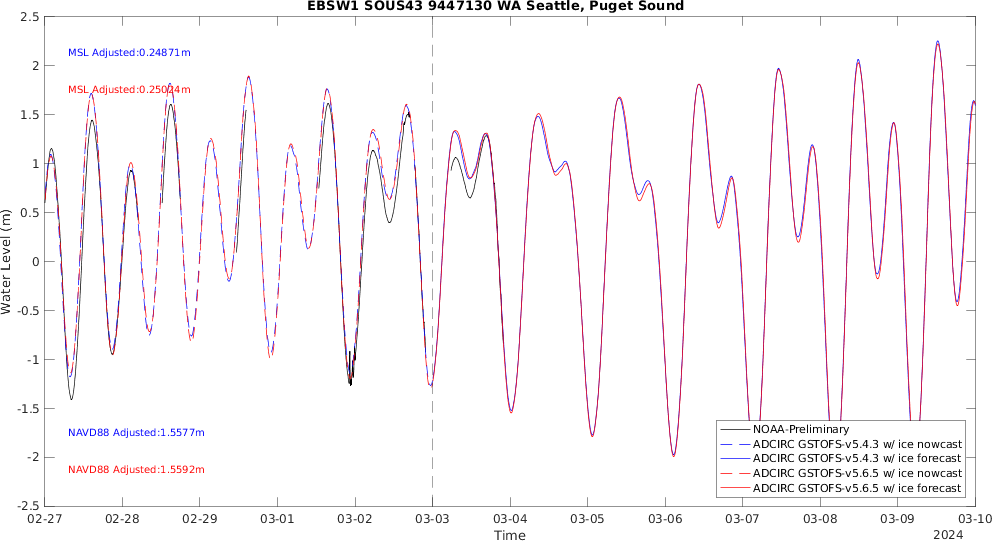 EBSW1 SOUS43 9447130 WA Seattle, Puget Sound
2.5
2
1.5
1
0.5
0
-0.5
-1
-1.5
-2
-2.5
Water Level (m)
MSL Adjusted:0.24871m
MSL Adjusted:0.25024m
NAVD88 Adjusted:1.5577m
NAVD88 Adjusted:1.5592m
NOAA-Preliminary
ADCIRC GSTOFS-v5.4.3 w/ ice nowcast
ADCIRC GSTOFS-v5.4.3 w/ ice forecast
ADCIRC GSTOFS-v5.6.5 w/ ice nowcast
ADCIRC GSTOFS-v5.6.5 w/ ice forecast
02-27 02-28 02-29 03-01 03-02 03-03 03-04 03-05 03-06 03-07 03-08 03-09 03-10
Time
2024